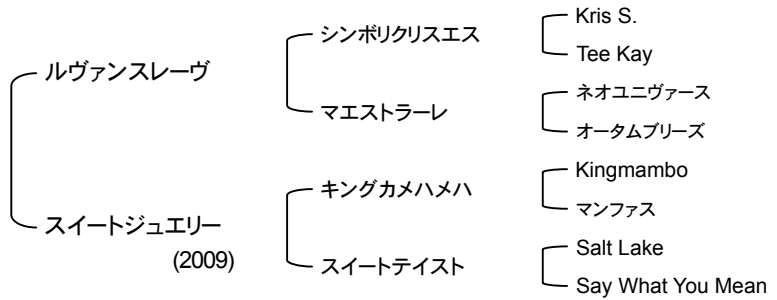 ルヴァンスレーヴ
スイートジュエリー
(2009)
シンボリクリスエス
マエストラーレ
キングカメハメハ
スイートテイスト
Kris S.
Tee Kay
ネオユニヴァース
オータムブリーズ
Kingmambo
マンファス
Salt Lake
Say What You Mean